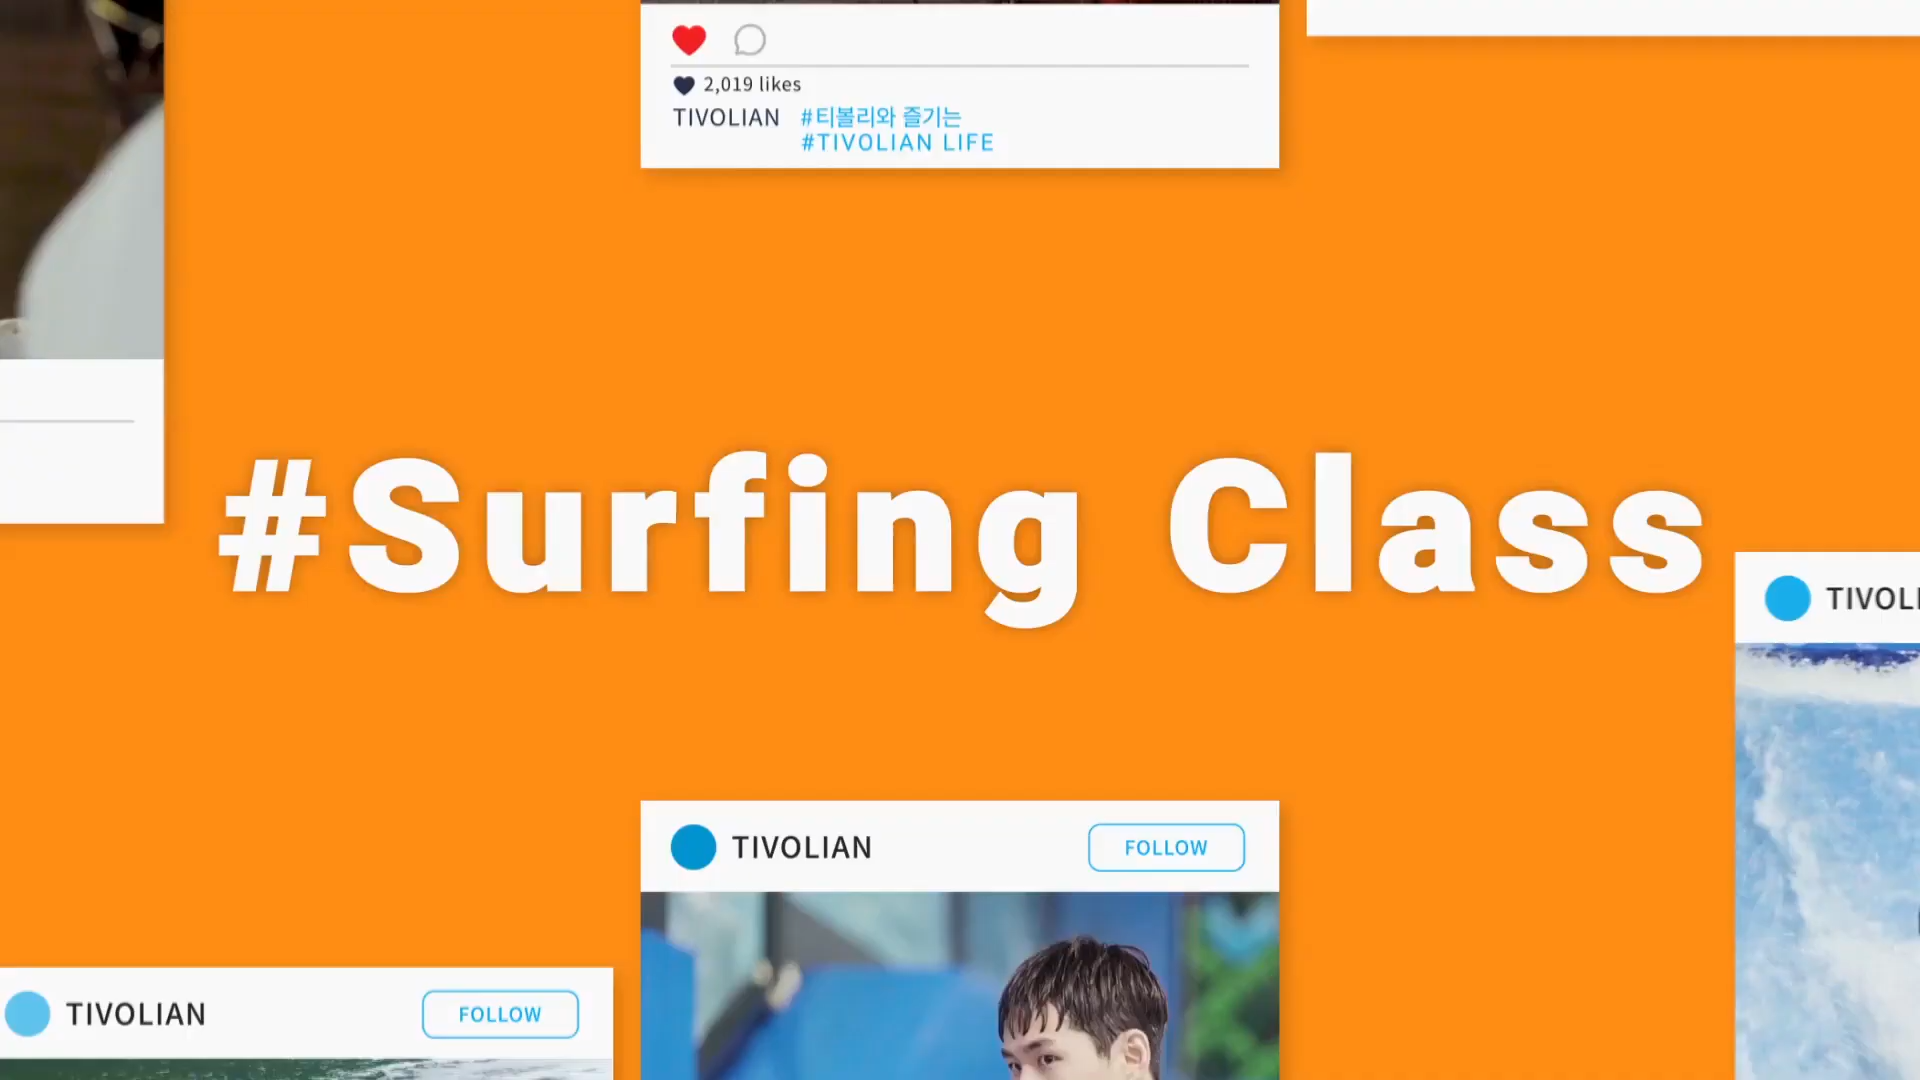 2,019 likes
TIVOLIAN #티볼리와 즐기는
#TIVOLIAN LIFE
#Surfing Class
TIVOLIAN FOLLOW
TIVOLIAN FOLLOW